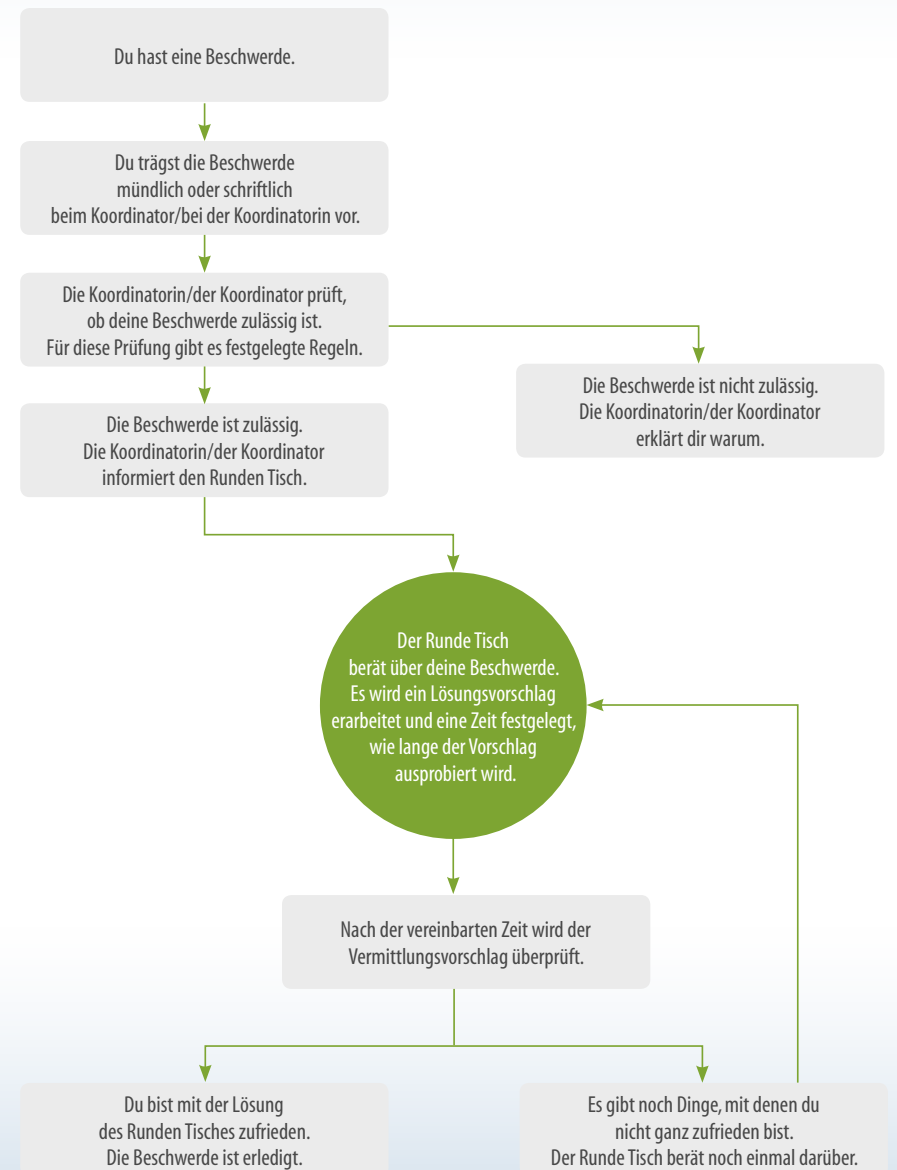 Du hast eine Beschwerde.
Du trägst die Beschwerde
mündlich oder schriftlich
beim Koordinator/bei der Koordinatorin vor.
Die Koordinatorin/der Koordinator prüft,
ob deine Beschwerde zulässig ist.
Für diese Prüfung gibt es festgelegte Regeln.
Die Beschwerde ist nicht zulässig.
Die Koordinatorin/der Koordinator
erklärt dir warum.
Die Beschwerde ist zulässig.
Die Koordinatorin/der Koordinator
informiert den Runden Tisch.
Der Runde Tisch
berät über deine Beschwerde.
Es wird ein Lösungsvorschlag
erarbeitet und eine Zeit festgelegt,
wie lange der Vorschlag
ausprobiert wird.
Nach der vereinbarten Zeit wird der
Vermittlungsvorschlag überprüft.
Du bist mit der Lösung
des Runden Tisches zufrieden.
Die Beschwerde ist erledigt.
Es gibt noch Dinge, mit denen du
nicht ganz zufrieden bist.
Der Runde Tisch berät noch einmal darüber.